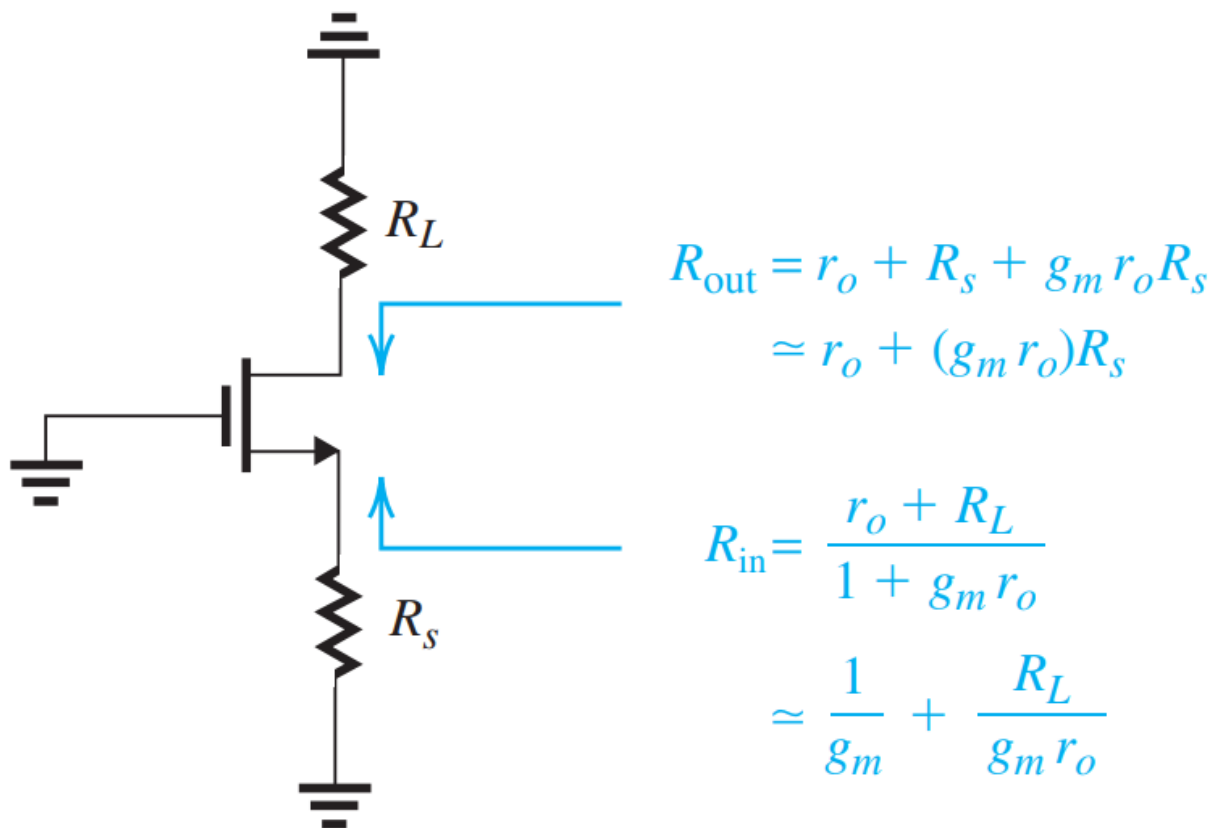 R_L
R_out = r_o + R_s + g_m r_o R_s
≃ r_o + (g_m r_o)R_s
R_in = (r_o + R_L) / (1 + g_m r_o)
R_s
≃ 1/g_m + R_L/(g_m r_o)